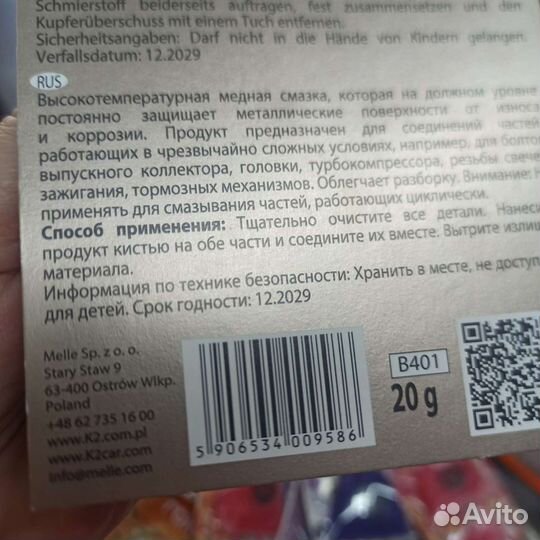 Schmierstoff beiderseits auftragen, fest zusammensetzen und den
Kupferüberschuss mit einem Tuch entfernen.
Sicherheitsangaben: Darf nicht in die Hände von Kindern gelangen.
Verfallsdatum: 12.2029
RUS
Высокотемпературная медная смазка, которая на должном уровне
постоянно защищает металлические поверхности от износа
и коррозии. Продукт предназначен для соединений частей,
работающих в чрезвычайно сложных условиях, например, для болтов
выпускного коллектора, головки, турбокомпрессора, резьбы свечей
зажигания, тормозных механизмов. Облегчает разборку. Внимание: Н
применять для смазывания частей, работающих циклически.
Способ применения: Тщательно очистите все детали. Нанеси
продукт кистью на обе части и соедините их вместе. Вытрите излиш
материала.
Информация по технике безопасности: Хранить в месте, не доступ
для детей. Срок годности: 12.2029
Melle Sp. z o. o.
Stary Staw 9
63-400 Ostrów Wlkp.
Poland
+48 62 735 16 00
www.K2.com.pl
www.K2car.com
info@melle.com
B401
20 g
5 906534 009586
Avito